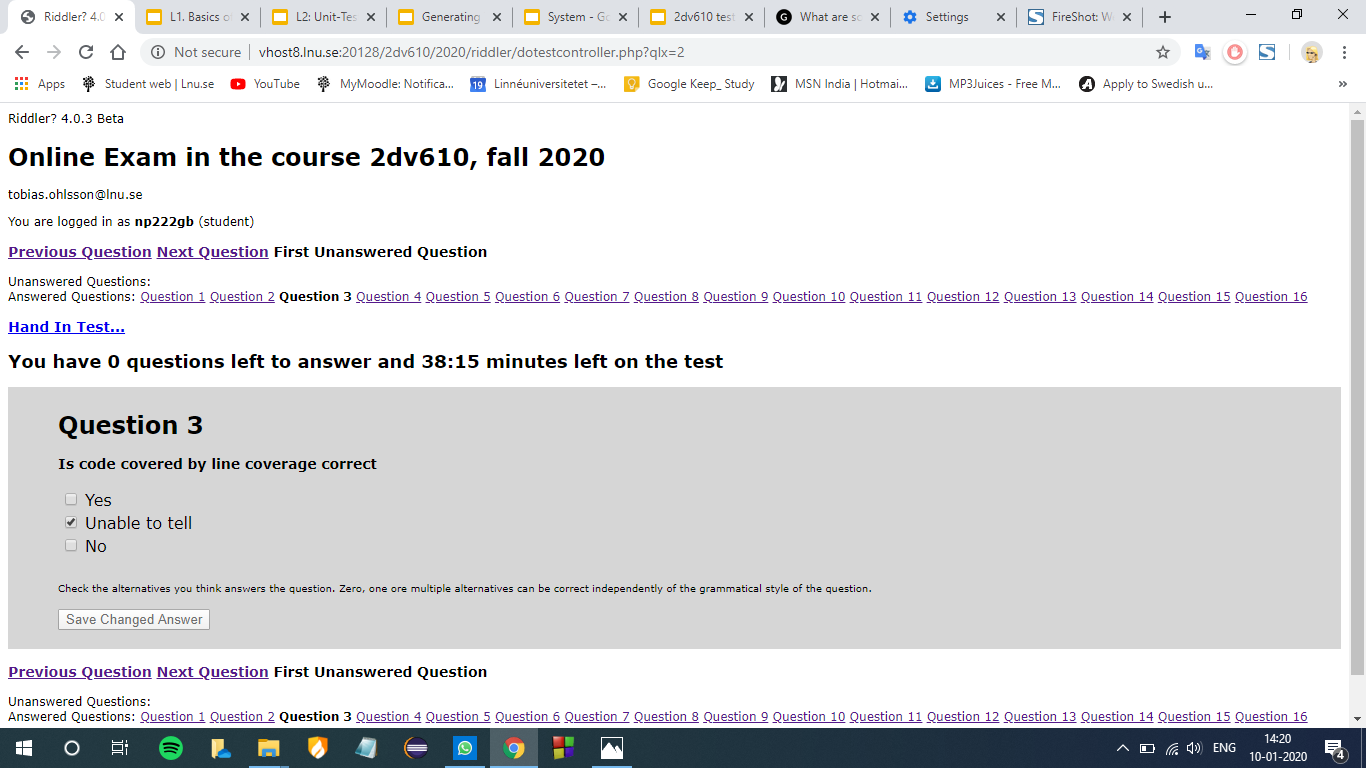 Riddler? 4.0
L1. Basics o
L2: Unit-Tes
Generating
System - Go
2dv610 test
What are sc
Settings
FireShot: W
Not secure | vhost8.lnu.se:20128/2dv610/2020/riddler/dotestcontroller.php?qlx=2
Apps
Student web | Lnu.se
YouTube
MyMoodle: Notifica...
19
Linnéuniversitetet –...
Google Keep_ Study
MSN India | Hotmai...
MP3Juices - Free M...
Apply to Swedish u...
»
Riddler? 4.0.3 Beta
Online Exam in the course 2dv610, fall 2020
tobias.ohlsson@lnu.se
You are logged in as np222gb (student)
Previous Question Next Question First Unanswered Question
Unanswered Questions:
Answered Questions: Question 1 Question 2 Question 3 Question 4 Question 5 Question 6 Question 7 Question 8 Question 9 Question 10 Question 11 Question 12 Question 13 Question 14 Question 15 Question 16
Hand In Test...
You have 0 questions left to answer and 38:15 minutes left on the test
Question 3
Is code covered by line coverage correct
Yes
Unable to tell
No
Check the alternatives you think answers the question. Zero, one ore multiple alternatives can be correct independently of the grammatical style of the question.
Save Changed Answer
Previous Question Next Question First Unanswered Question
Unanswered Questions:
Answered Questions: Question 1 Question 2 Question 3 Question 4 Question 5 Question 6 Question 7 Question 8 Question 9 Question 10 Question 11 Question 12 Question 13 Question 14 Question 15 Question 16
ENG
14:20
10-01-2020
4